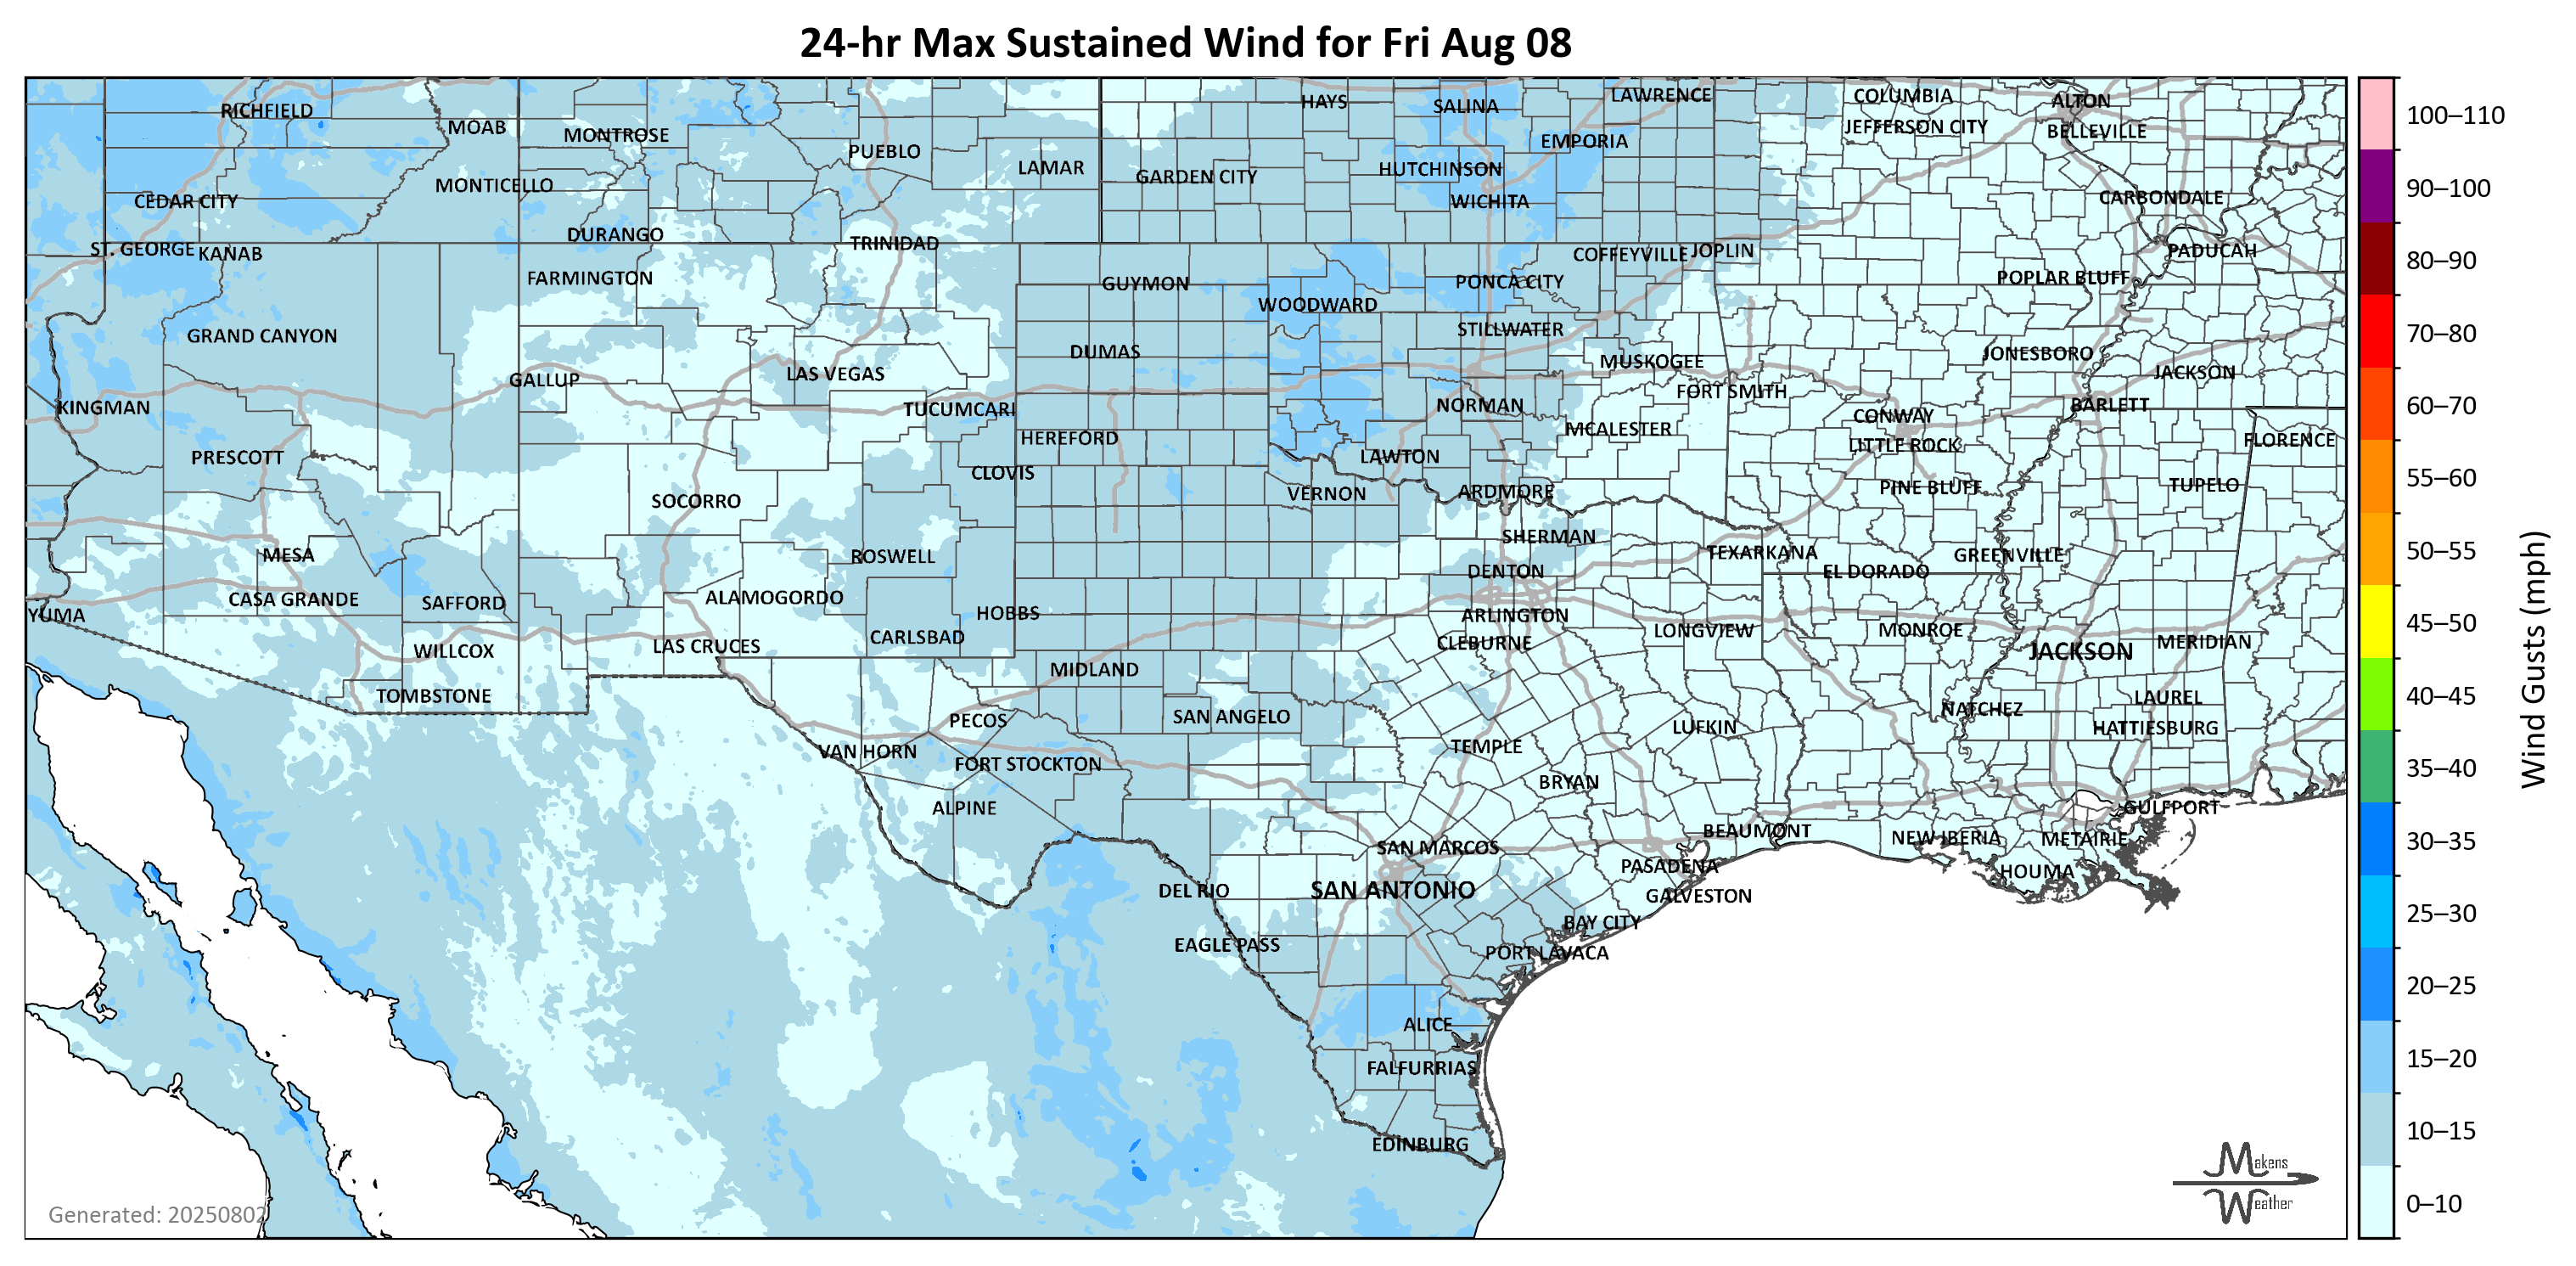 24-hr Max Sustained Wind for Fri Aug 08
RICHFIELD
MOAB
MONTROSE
PUEBLO
LAMAR
HAYS
SALINA
LAWRENCE
COLUMBIA
ALTON
JEFFERSON CITY
BELLEVILLE
EMPORIA
HUTCHINSON
GARDEN CITY
MONTICELLO
CEDAR CITY
WICHITA
CARBONDALE
DURANGO
TRINIDAD
ST. GEORGE
KANAB
COFFEYVILLE
JOPLIN
PADUCAH
FARMINGTON
GUYMON
PONCA CITY
POPLAR BLUFF
WOODWARD
GRAND CANYON
STILLWATER
DUMAS
MUSKOGEE
JONESBORO
GALLUP
LAS VEGAS
FORT SMITH
JACKSON
KINGMAN
TUCUMCARI
NORMAN
CONWAY
BARLETT
HEREFORD
MCALESTER
LITTLE ROCK
FLORENCE
PRESCOTT
CLOVIS
LAWTON
SOCORRO
VERNON
ARDMORE
PINE BLUFF
TUPELO
MESA
ROSWELL
SHERMAN
TEXARKANA
GREENVILLE
DENTON
EL DORADO
CASA GRANDE
SAFFORD
ALAMOGORDO
HOBBS
ARLINGTON
YUMA
CARLSBAD
CLEBURNE
LONGVIEW
MONROE
MERIDIAN
WILLCOX
LAS CRUCES
MIDLAND
JACKSON
TOMBSTONE
PECOS
SAN ANGELO
LUFKIN
NATCHEZ
LAUREL
HATTIESBURG
VAN HORN
FORT STOCKTON
TEMPLE
BRYAN
ALPINE
GULFPORT
SAN MARCOS
BEAUMONT
NEW IBERIA
METAIRIE
PASADENA
HOUMA
DEL RIO
SAN ANTONIO
GALVESTON
BAY CITY
EAGLE PASS
PORT LAVACA
ALICE
FALFURRIAS
EDINBURG
Generated: 20250802
Makens
Weather
100–110
90–100
80–90
70–80
60–70
55–60
50–55
45–50
40–45
35–40
30–35
25–30
20–25
15–20
10–15
0–10
Wind Gusts (mph)